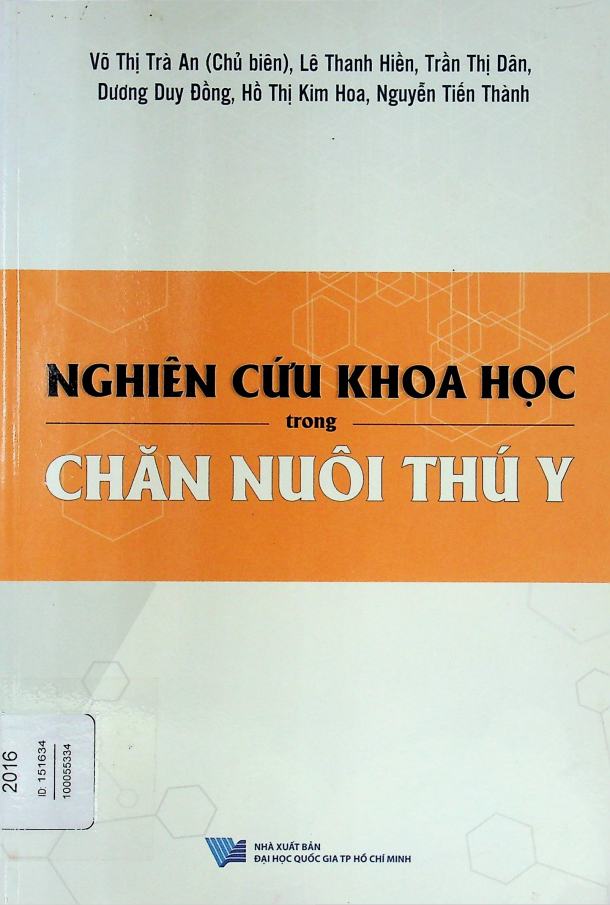 Võ Thị Trà An (Chủ biên), Lê Thanh Hiền, Trần Thị Dân,
Dương Duy Đồng, Hồ Thị Kim Hoa, Nguyễn Tiến Thành
NGHIÊN CỨU KHOA HỌC
trong
CHĂN NUÔI THÚ Y
2016
ID: 151634
100055334
NHÀ XUẤT BẢN
ĐẠI HỌC QUỐC GIA TP HỒ CHÍ MINH